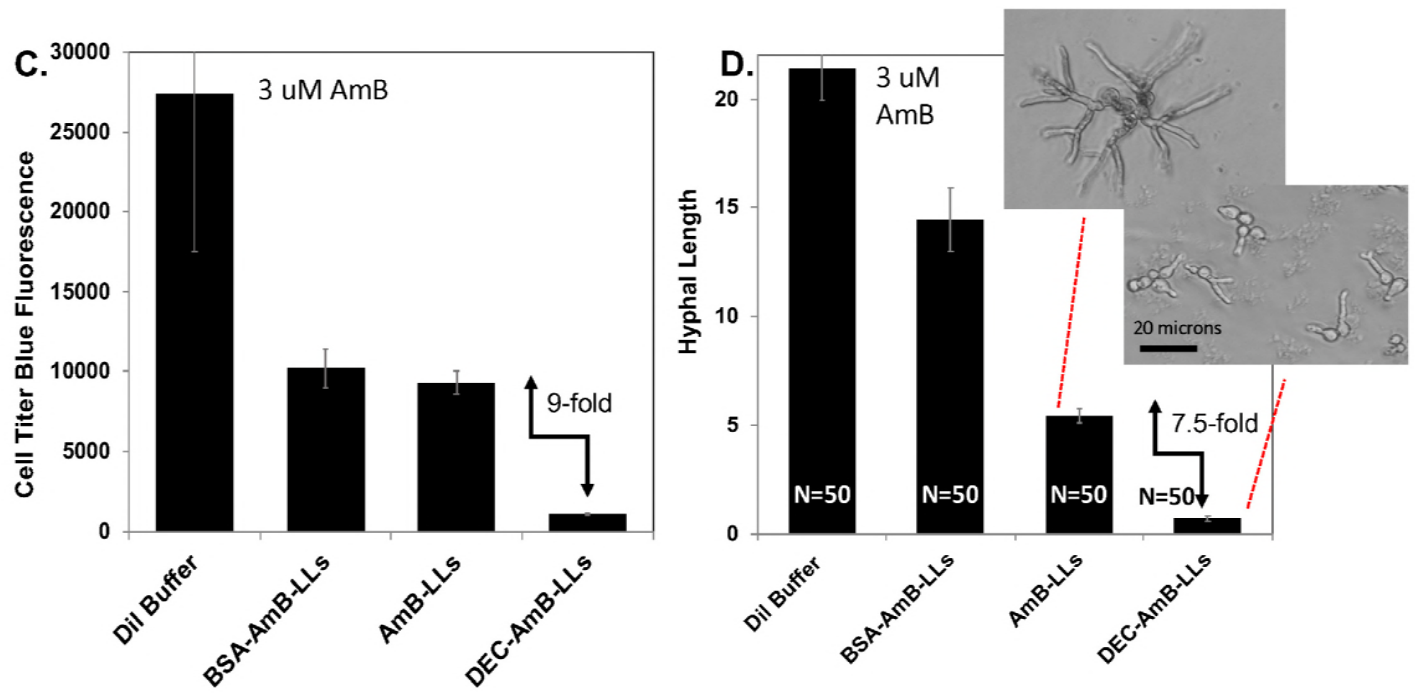 C.
Cell Titer Blue Fluorescence
30000
25000
20000
15000
10000
5000
0
3 uM AmB
9-fold
Dil Buffer
BSA-AmB-LLs
AmB-LLs
DEC-AmB-LLs
D.
Hyphal Length
20
15
10
5
0
3 uM
AmB
20 microns
7.5-fold
N=50
N=50
N=50
N=50
Dil Buffer
BSA-AmB-LLs
AmB-LLs
DEC-AmB-LLs